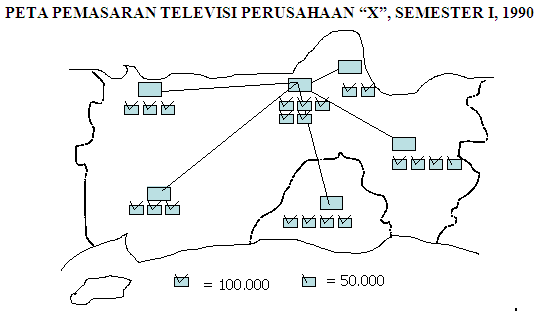 PETA PEMASARAN TELEVISI PERUSAHAAN “X”, SEMESTER I, 1990
= 100.000
= 50.000